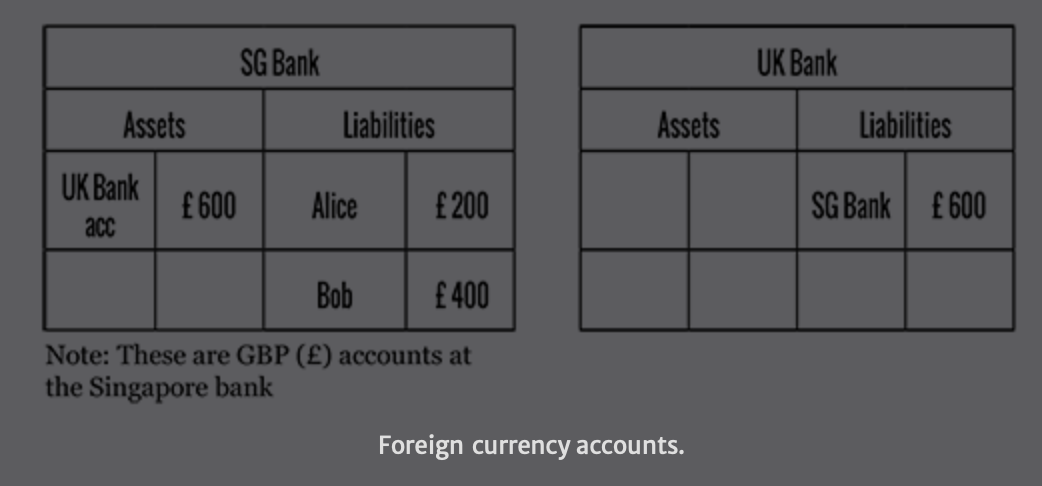 SG Bank
UK Bank
Assets
Liabilities
Assets
Liabilities
UK Bank
acc
£ 600
Alice
£ 200
SG Bank
£ 600
Bob
£ 400
Note: These are GBP (£) accounts at
the Singapore bank
Foreign currency accounts.